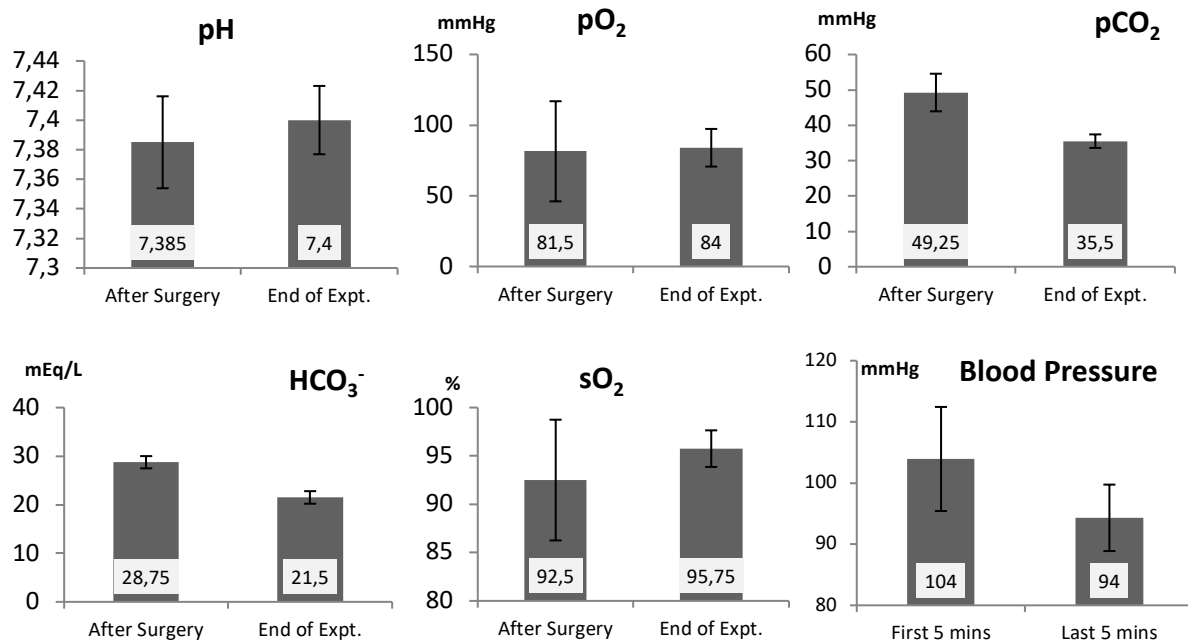 pH
7,44
7,42
7,4
7,38
7,36
7,34
7,32
7,3
7,385
7,4
After Surgery
End of Expt.
mmHg
pO₂
150
100
50
0
81,5
84
After Surgery
End of Expt.
pCO₂
60
50
40
30
20
10
0
49,25
35,5
After Surgery
End of Expt.
mEq/L
HCO₃⁻
40
30
20
10
0
28,75
21,5
After Surgery
End of Expt.
%
sO₂
100
95
90
85
80
92,5
95,75
After Surgery
End of Expt.
mmHg
Blood Pressure
120
110
100
90
80
104
94
First 5 mins
Last 5 mins